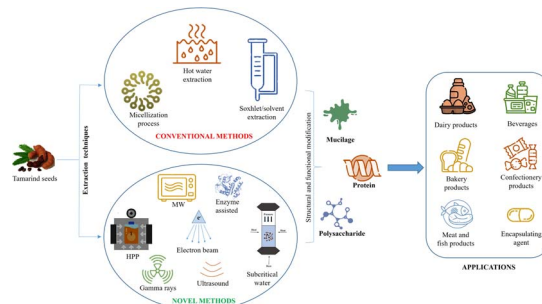 Tamarind seeds
Extraction techniques
Hot water
extraction
Micellization
process
Soxhlet/solvent
extraction
CONVENTIONAL METHODS
MW
Enzyme
assisted
HPP
Electron beam
Gamma rays
Ultrasound
Subcritical
water
NOVEL METHODS
Structural and functional modification
Mucilage
Protein
Polysaccharide
Dairy products
Beverages
Bakery
products
Confectionery
products
Meat and
fish products
Encapsulating
agent
APPLICATIONS